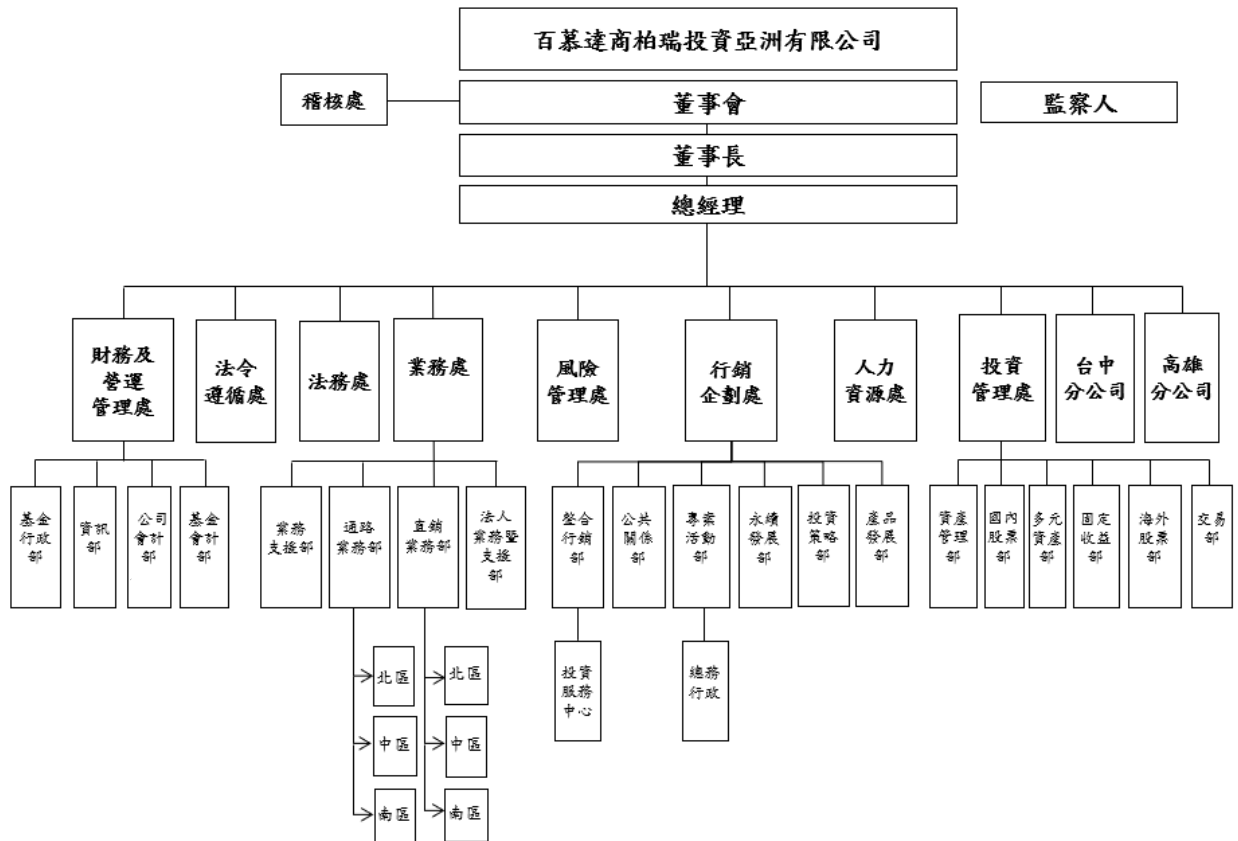 百慕達商柏瑞投資亞洲有限公司
稽核處
董事會
監察人
董事長
總經理
財務及
營運
管理處
法令
遵循處
法務處
業務處
風險
管理處
行銷
企劃處
人力
資源處
投資
管理處
台中
分公司
高雄
分公司
基金
行政
部
資訊
部
公司
會計
部
基金
會計
部
業務
支援部
通路
業務部
直銷
業務部
法人
業務暨
支援
部
整合
行銷
部
公共
關係
部
專案
活動
部
永續
發展
部
投資
策略
部
產品
發展
部
資產
管理
部
國內
股票
部
多元
資產
部
固定
收益
部
海外
股票
部
交易
部
北區
中區
南區
北區
中區
南區
投資
服務
中心
總務
行政